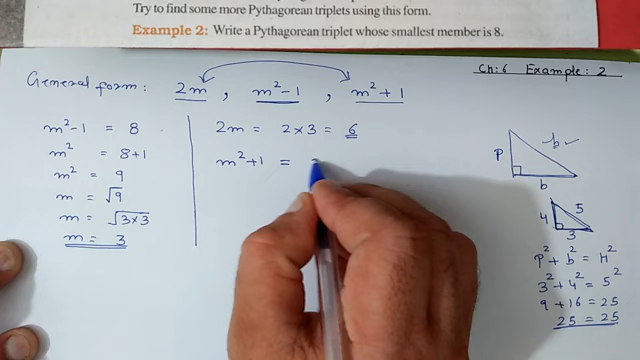 Try to find some more Pythagorean triplets using this form.
Example 2: Write a Pythagorean triplet whose smallest member is 8.
Ch:6 Example: 2
General form: 2m , m²-1 , m²+1
m²-1 = 8
m² = 8+1
m² = 9
m = √9
m = √3×3
m = 3
2m = 2×3 = 6
m²+1 =
P
h
b
4
5
3
P²+b² = H²
3²+4² = 5²
9+16 = 25
25 = 25